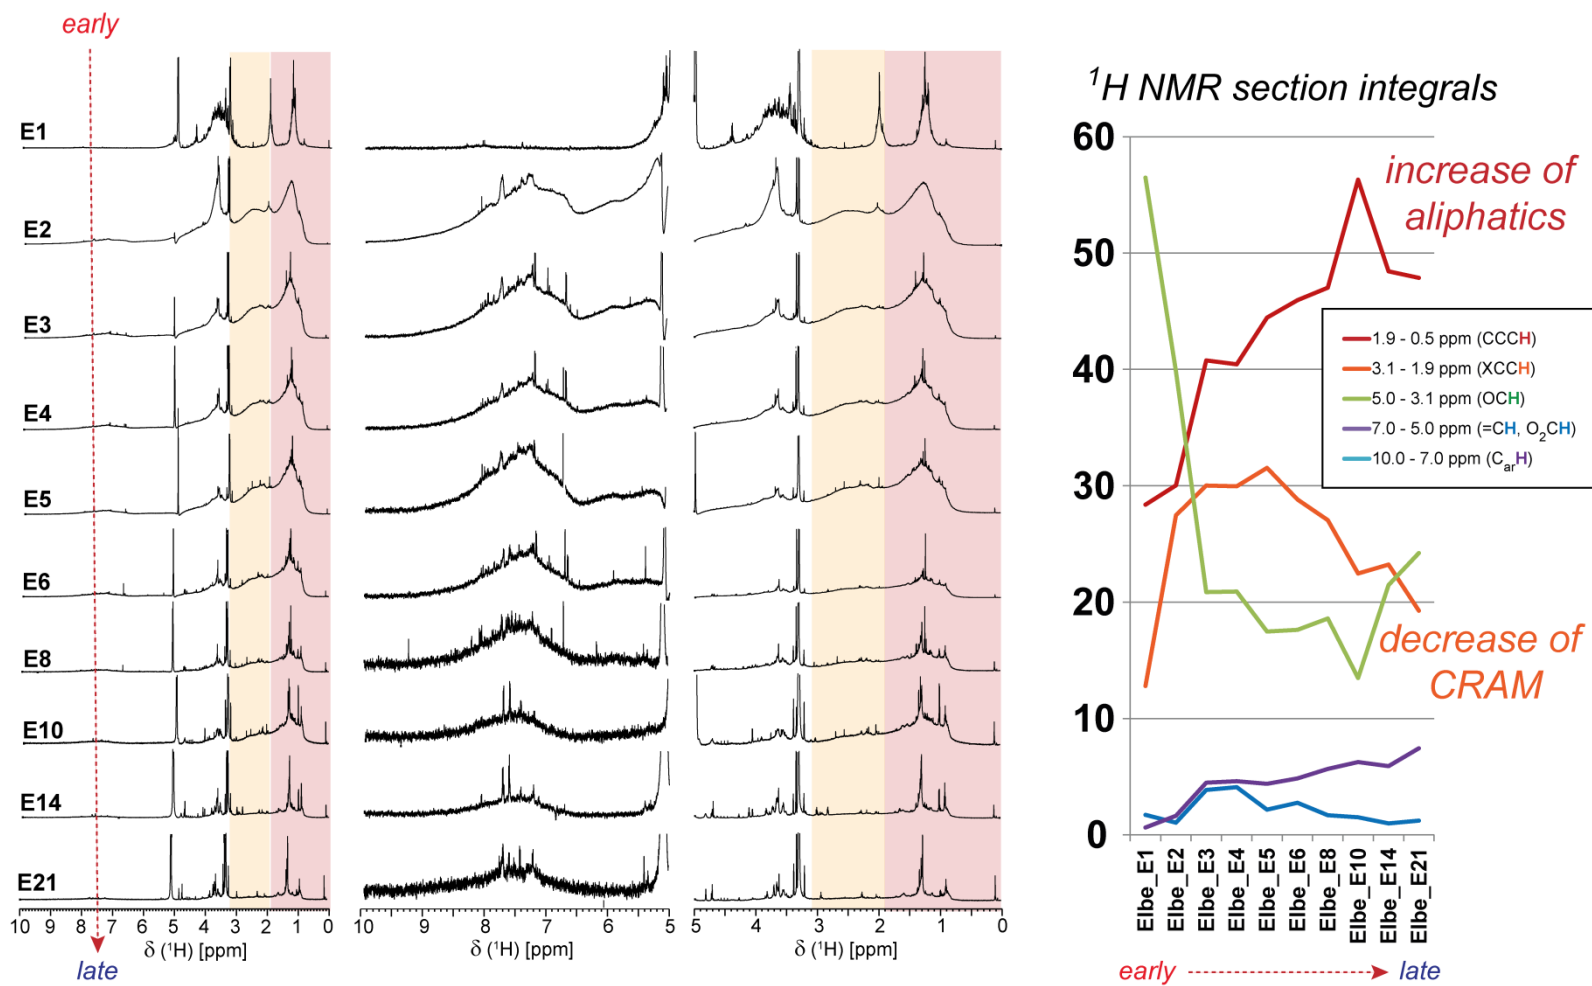 early
E1
E2
E3
E4
E5
E6
E8
E10
E14
E21
10 9 8 7 6 5 4 3 2 1 0
δ (¹H) [ppm]
late
10 9 8 7 6 5
δ (¹H) [ppm]
4 3 2 1 0
δ (¹H) [ppm]
¹H NMR section integrals
60
50
40
30
20
10
0
increase of
aliphatics
1.9 - 0.5 ppm (CCCH)
3.1 - 1.9 ppm (XCCH)
5.0 - 3.1 ppm (OCH)
7.0 - 5.0 ppm (=CH, O₂CH)
10.0 - 7.0 ppm (CₐᵣH)
decrease of
CRAM
Elbe_E1
Elbe_E2
Elbe_E3
Elbe_E4
Elbe_E5
Elbe_E6
Elbe_E8
Elbe_E10
Elbe_E14
Elbe_E21
early late